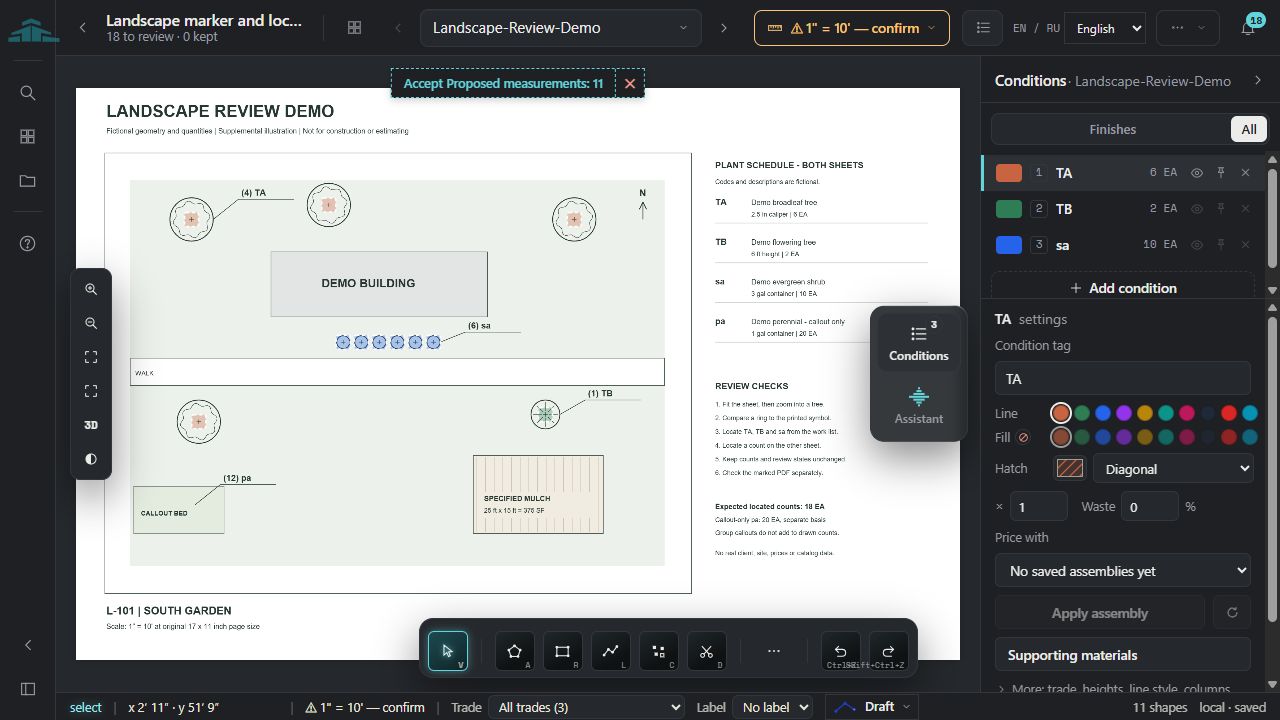 Landscape marker and loc...
18 to review · 0 kept
Landscape-Review-Demo
1" = 10' — confirm
EN / RU
English
18
Accept Proposed measurements: 11
LANDSCAPE REVIEW DEMO
Fictional geometry and quantities | Supplemental illustration | Not for construction or estimating
(4) TA
N
DEMO BUILDING
(6) sa
WALK
(1) TB
(12) pa
CALLOUT BED
SPECIFIED MULCH
25 ft x 15 ft = 375 SF
L-101 | SOUTH GARDEN
Scale: 1" = 10' at original 17 x 11 inch page size
PLANT SCHEDULE - BOTH SHEETS
Codes and descriptions are fictional.
TA Demo broadleaf tree
2.5 in caliper | 6 EA
TB Demo flowering tree
6 ft height | 2 EA
sa Demo evergreen shrub
3 gal container | 10 EA
pa Demo perennial - callout only
1 gal container | 20 EA
REVIEW CHECKS
1. Fit the sheet, then zoom into a tree.
2. Compare a ring to the printed symbol.
3. Locate TA, TB and sa from the work list.
4. Locate a count on the other sheet.
5. Keep counts and review states unchanged
6. Check the marked PDF separately.
Expected located counts: 18 EA
Callout-only pa: 20 EA, separate basis
Group callouts do not add to drawn counts.
No real client, site, prices or catalog data.
3D
3
Conditions
Assistant
V
A
R
L
C
D
Ctrl+Z
Shift+Ctrl+Z
Conditions · Landscape-Review-Demo
Finishes
All
1 TA 6 EA
2 TB 2 EA
3 sa 10 EA
+ Add condition
TA settings
Condition tag
TA
Line
Fill
Hatch
Diagonal
× 1 Waste 0 %
Price with
No saved assemblies yet
Apply assembly
Supporting materials
More: trade, heights, line style, columns
select
x 2' 11" · y 51' 9"
1" = 10' — confirm
Trade
All trades (3)
Label
No label
Draft
11 shapes
local · saved